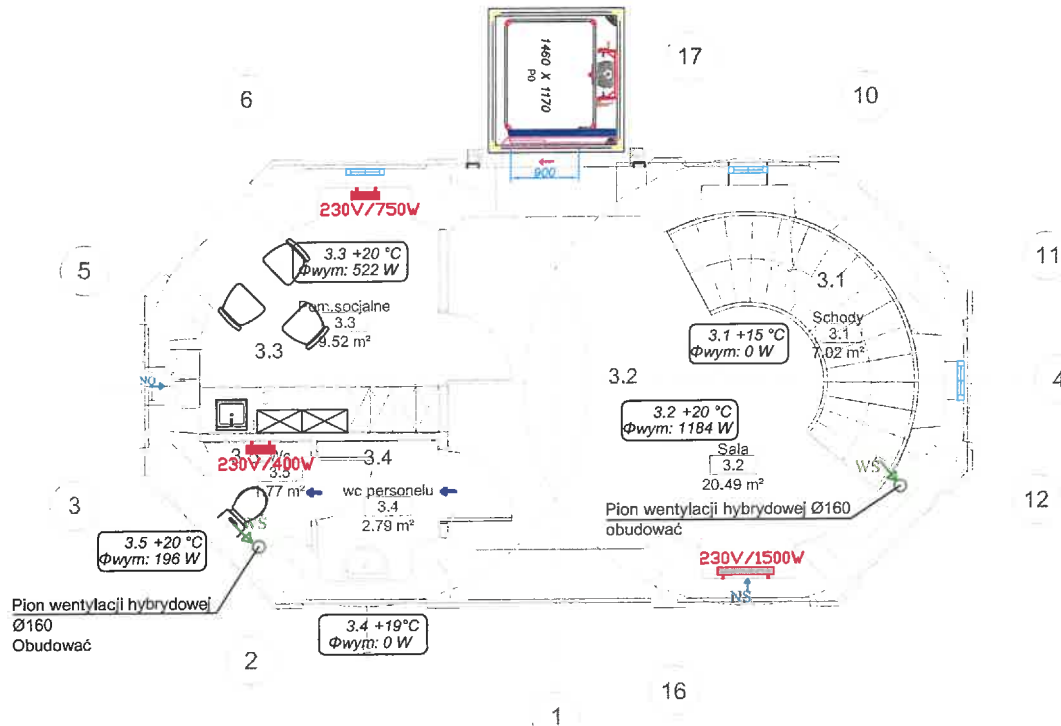 17
1460 X 1170
P0
6
10
900
230V/750W
3.3 +20 °C
Φwym: 522 W
5
11
3.1
Pom.socjalne
3.3
9.52 m²
3.3
Schody
3.1
7.02 m²
3.1 +15 °C
Φwym: 0 W
3.2
4
NO
3.2 +20 °C
Φwym: 1184 W
Sala
3.2
20.49 m²
3.4
230V/400W
3.5
1.77 m²
wc personelu
3.4
2.79 m²
WS
3
12
Pion wentylacji hybrydowej Ø160
obudować
WS
3.5 +20 °C
Φwym: 196 W
230V/1500W
NS
Pion wentylacji hybrydowej
Ø160
Obudować
3.4 +19°C
Φwym: 0 W
2
16
1